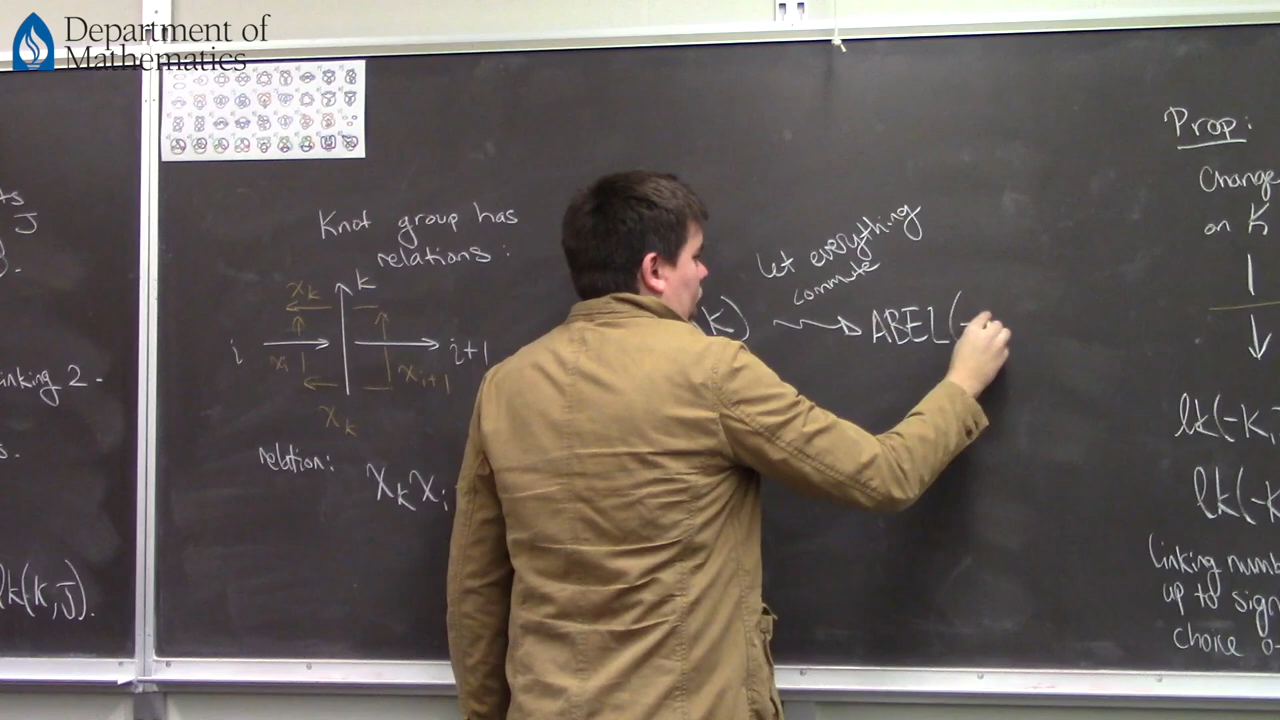 Department of
Mathematics
J
linking 2-
lk(K,J).
Knot group has
relations:
x_k
k
i
i+1
x_i
x_{i+1}
x_k
relation:
x_k x_i
K)
let everything
commute
ABEL(
Prop:
Change
on K
lk(-K,
lk(-K
linking numb
up to sign
choice o